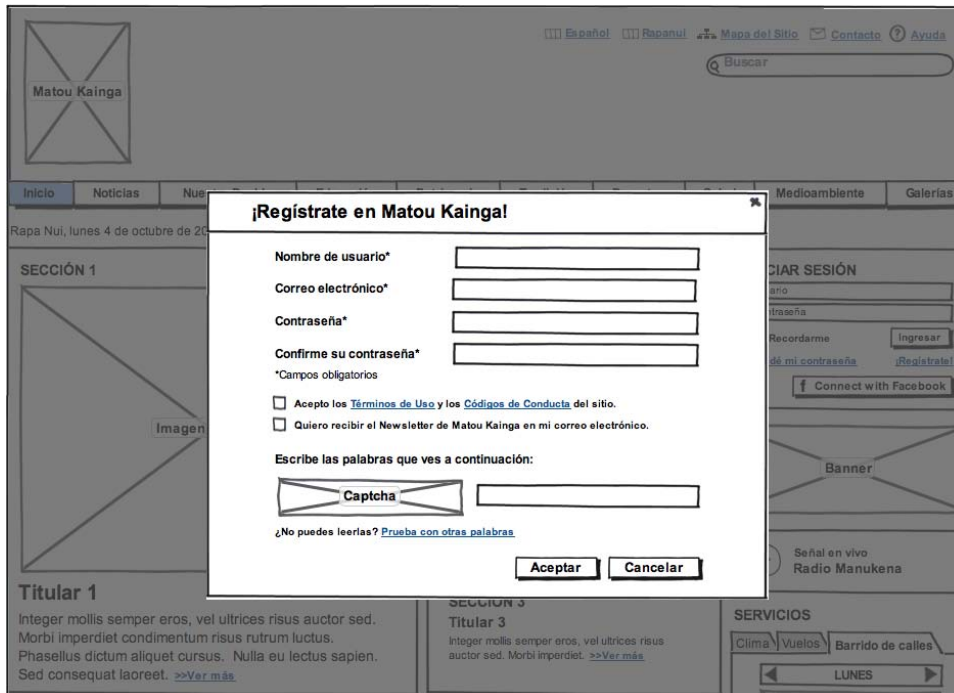 Español Rapanui Mapa del Sitio Contacto ? Ayuda
Buscar
Matou Kainga
Inicio Noticias Medioambiente Galerías
Rapa Nui, lunes 4 de octubre de 20
¡Regístrate en Matou Kainga!
Nombre de usuario*
Correo electrónico*
Contraseña*
Confirme su contraseña*
*Campos obligatorios
Acepto los Términos de Uso y los Códigos de Conducta del sitio.
Quiero recibir el Newsletter de Matou Kainga en mi correo electrónico.
Escribe las palabras que ves a continuación:
Captcha
¿No puedes leerlas? Prueba con otras palabras
Aceptar Cancelar
SECCIÓN 1
Imagen
Titular 1
Integer mollis semper eros, vel ultrices risus auctor sed.
Morbi imperdiet condimentum risus rutrum luctus.
Phasellus dictum aliquet cursus. Nulla eu lectus sapien.
Sed consequat laoreet. >>Ver más
SECCIÓN 3
Titular 3
Integer mollis semper eros, vel ultrices risus
auctor sed. Morbi imperdiet. >>Ver más
CIAR SESIÓN
ario
traseña
Recordarme Ingresar
dé mi contraseña ¡Regístrate!
f Connect with Facebook
Banner
Señal en vivo
Radio Manukena
SERVICIOS
Clima Vuelos Barrido de calles
LUNES